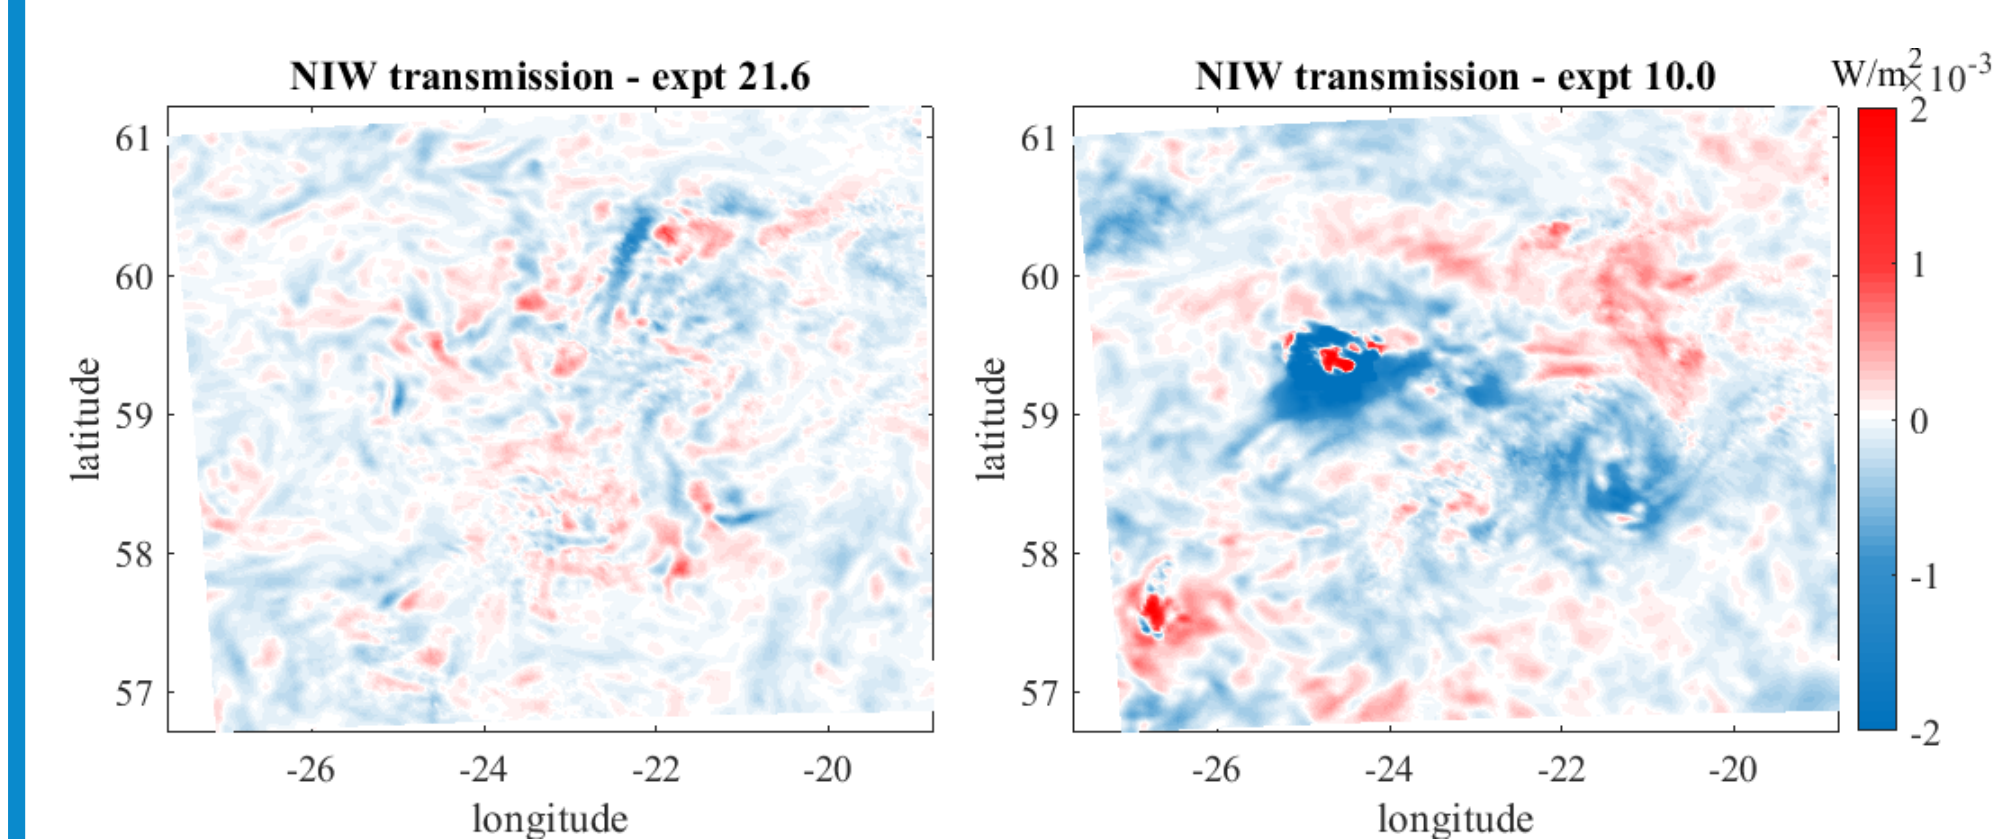 NIW transmission - expt 21.6
61
60
59
58
57
latitude
-26 -24 -22 -20
longitude
NIW transmission - expt 10.0
61
60
59
58
57
latitude
-26 -24 -22 -20
longitude
W/m² ×10⁻³
2
1
0
-1
-2